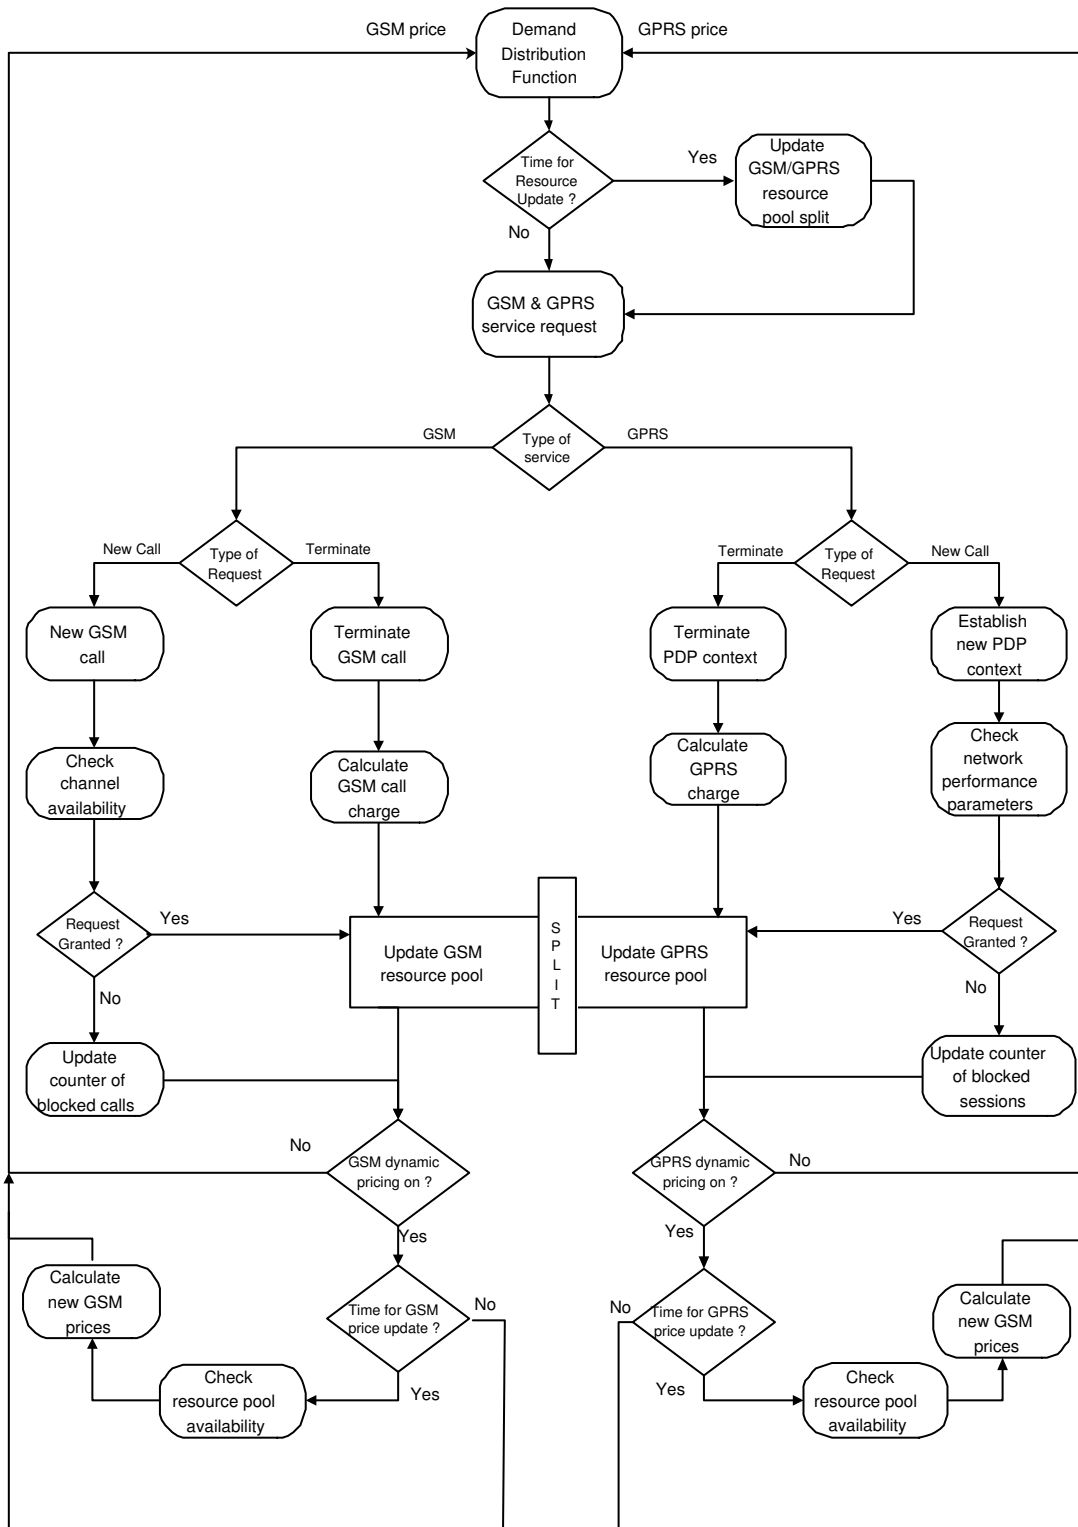 GSM price
Demand
Distribution
Function
GPRS price
Time for
Resource
Update ?
Yes
Update
GSM/GPRS
resource
pool split
No
GSM & GPRS
service request
GSM
Type of
service
GPRS
New Call
Type of
Request
Terminate
Terminate
Type of
Request
New Call
New GSM
call
Terminate
GSM call
Terminate
PDP context
Establish
new PDP
context
Check
channel
availability
Calculate
GSM call
charge
Calculate
GPRS
charge
Check
network
performance
parameters
Request
Granted ?
Yes
Update GSM
resource pool
S
P
L
I
T
Update GPRS
resource pool
Yes
Request
Granted ?
No
No
Update
counter of
blocked calls
Update counter
of blocked
sessions
No
GSM dynamic
pricing on ?
GPRS dynamic
pricing on ?
No
Yes
Yes
Calculate
new GSM
prices
Time for GSM
price update ?
No
No
Time for GPRS
price update ?
Calculate
new GSM
prices
Check
resource pool
availability
Yes
Yes
Check
resource pool
availability